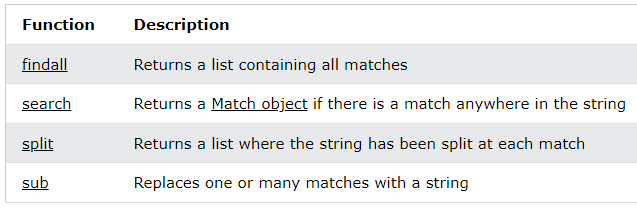 Function Description
findall Returns a list containing all matches
search Returns a Match object if there is a match anywhere in the string
split Returns a list where the string has been split at each match
sub Replaces one or many matches with a string